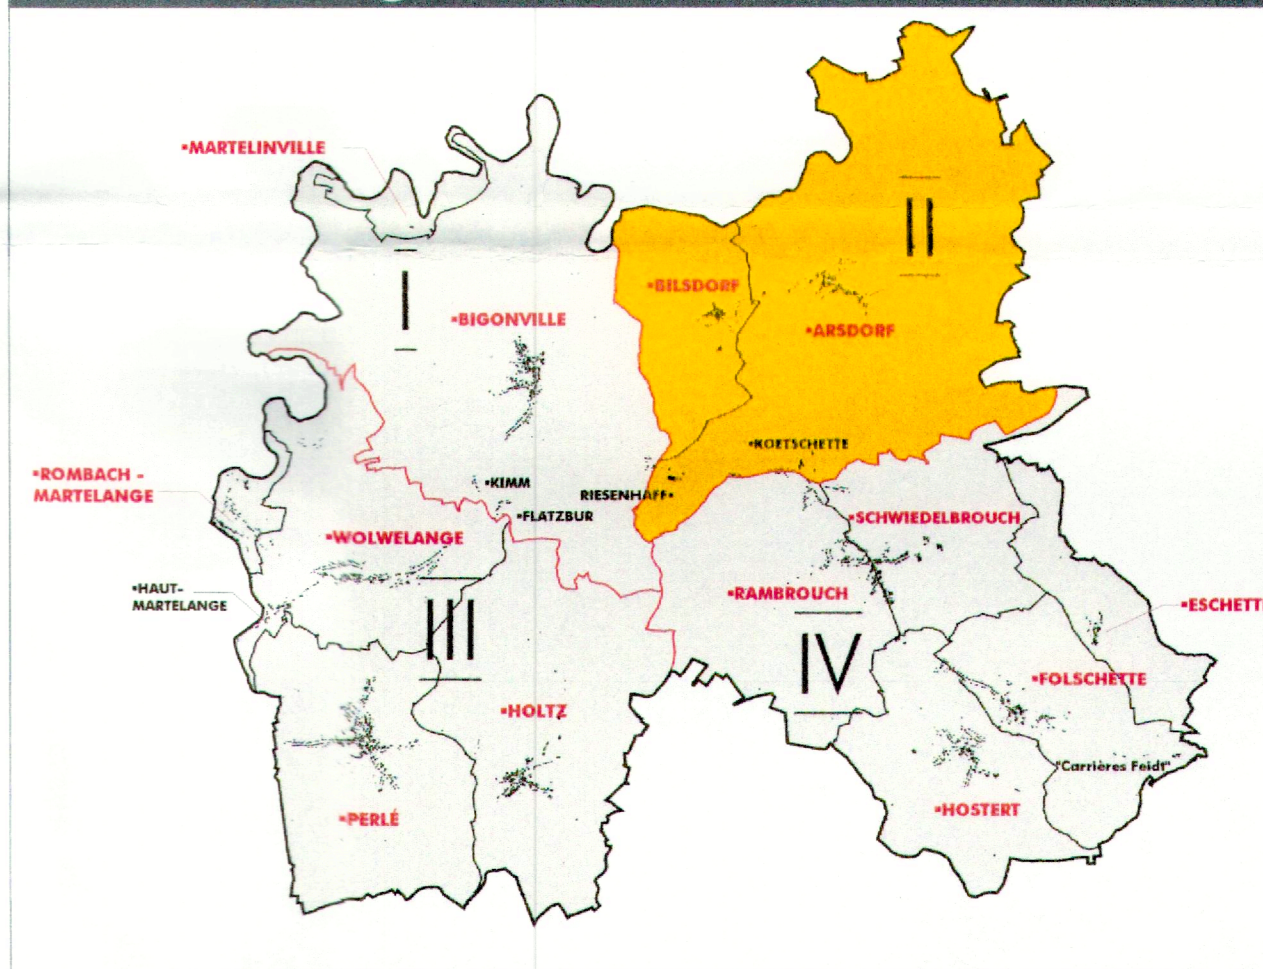 ▪MARTELINVILLE
II
▪BILSDORF
I
▪BIGONVILLE
▪ARSDORF
▪KOETSCHETTE
▪ROMBACH -
MARTELANGE
▪KIMM
RIESENHAFF▪
▪FLATZBUR
▪SCHWIEDELBROUCH
▪WOLWELANGE
▪HAUT-
MARTELANGE
▪RAMBROUCH
▪ESCHETT
III
IV
▪FOLSCHETTE
▪HOLTZ
"Carrières Feidt"
▪PERLÉ
▪HOSTERT